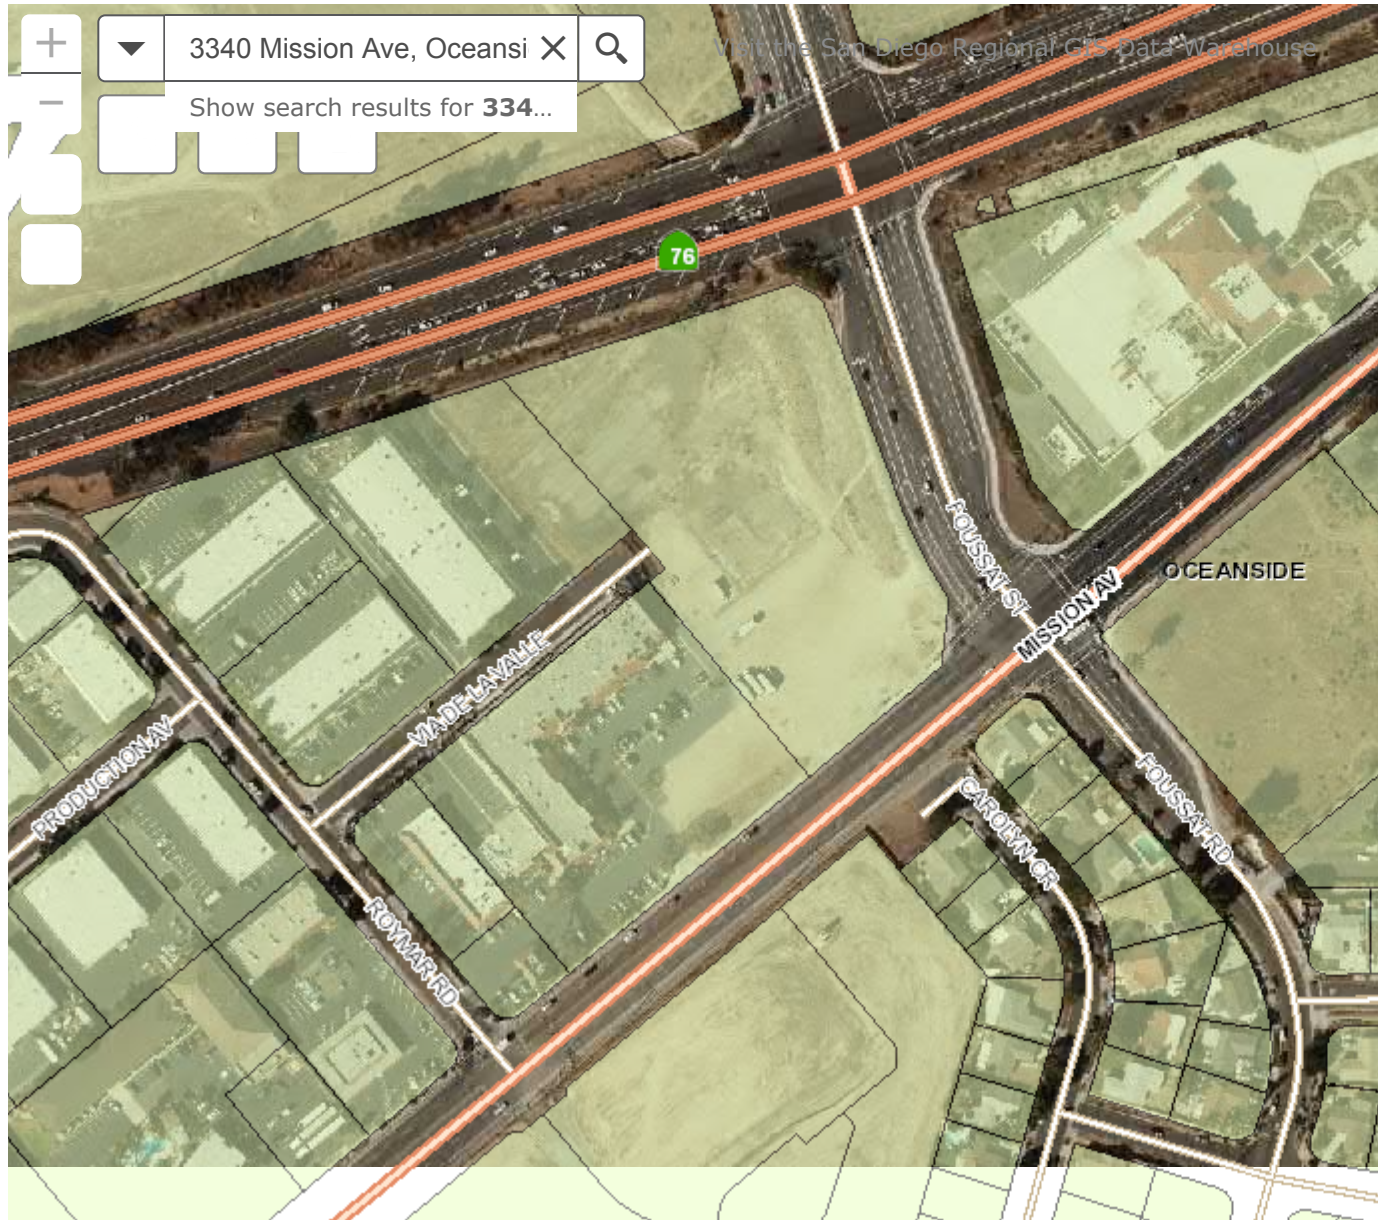 3340 Mission Ave, Oceansi
Visit the San Diego Regional GIS Data Warehouse
Show search results for 334…
76
FOUSSAT ST
OCEANSIDE
MISSION AV
VIA DE LA VALLE
PRODUCTION AV
FOUSSAT RD
CAROLYN CR
ROYMAR RD